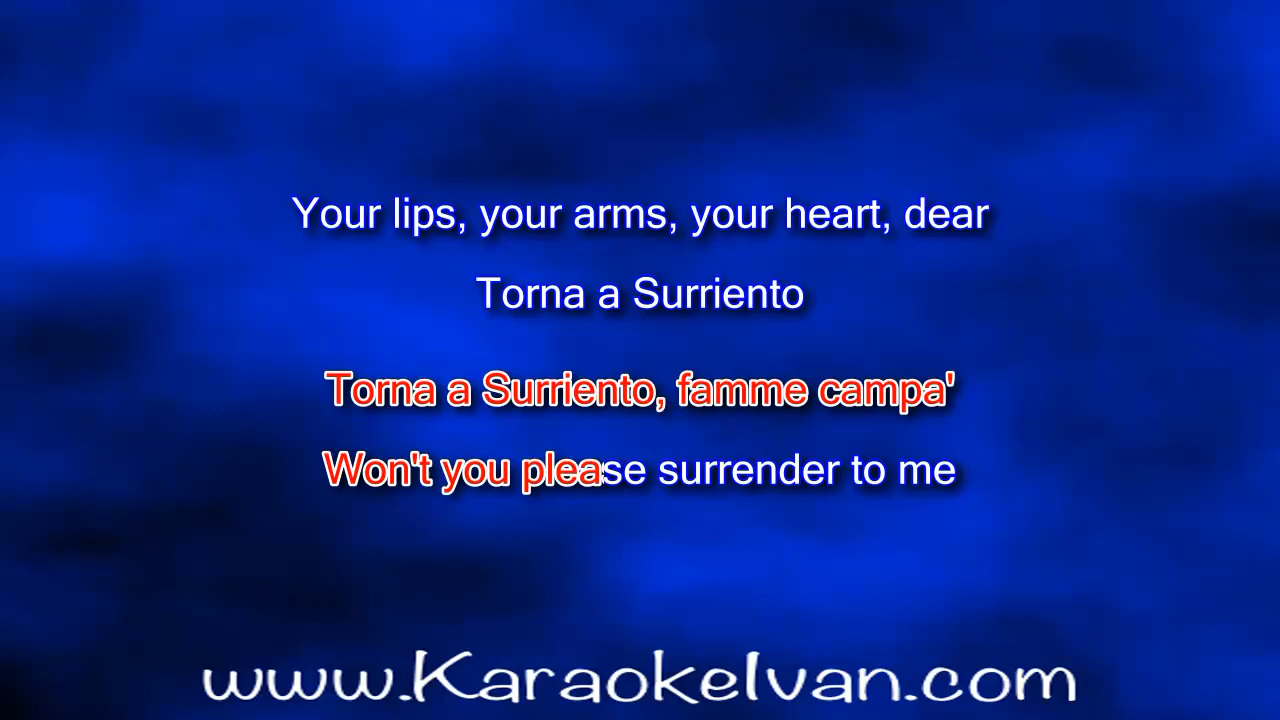 Your lips, your arms, your heart, dear
Torna a Surriento
Torna a Surriento, famme campa'
Won't you please surrender to me
www.KaraokeIvan.com